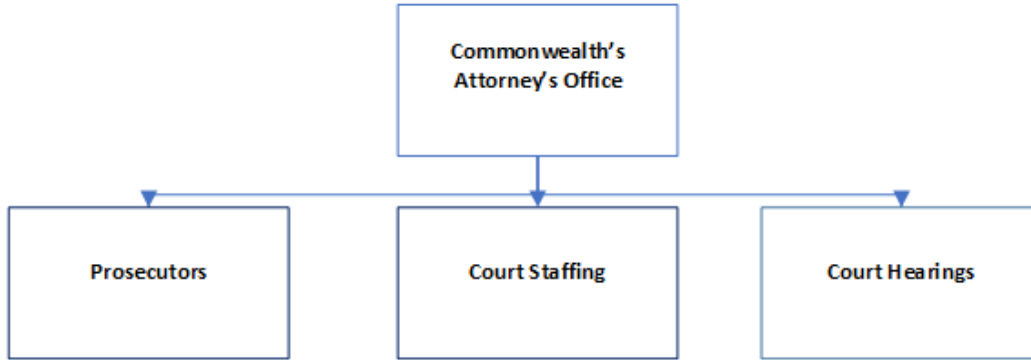 Commonwealth’s
Attorney’s Office
Prosecutors
Court Staffing
Court Hearings